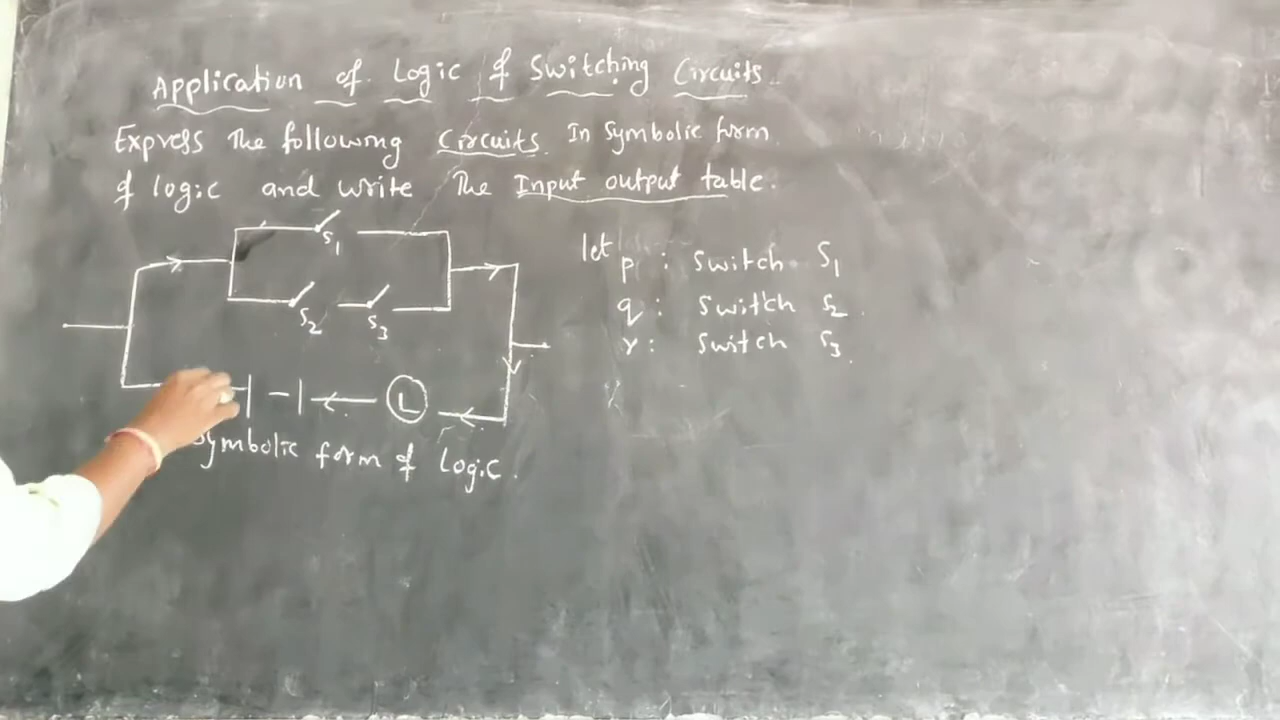 Application of Logic of Switching Circuits
Express The following Circuits In Symbolic form
of logic and write The Input output table.
S1
S2 S3
L
Symbolic form of Logic.
let p : Switch S1
q : Switch S2
r : Switch S3